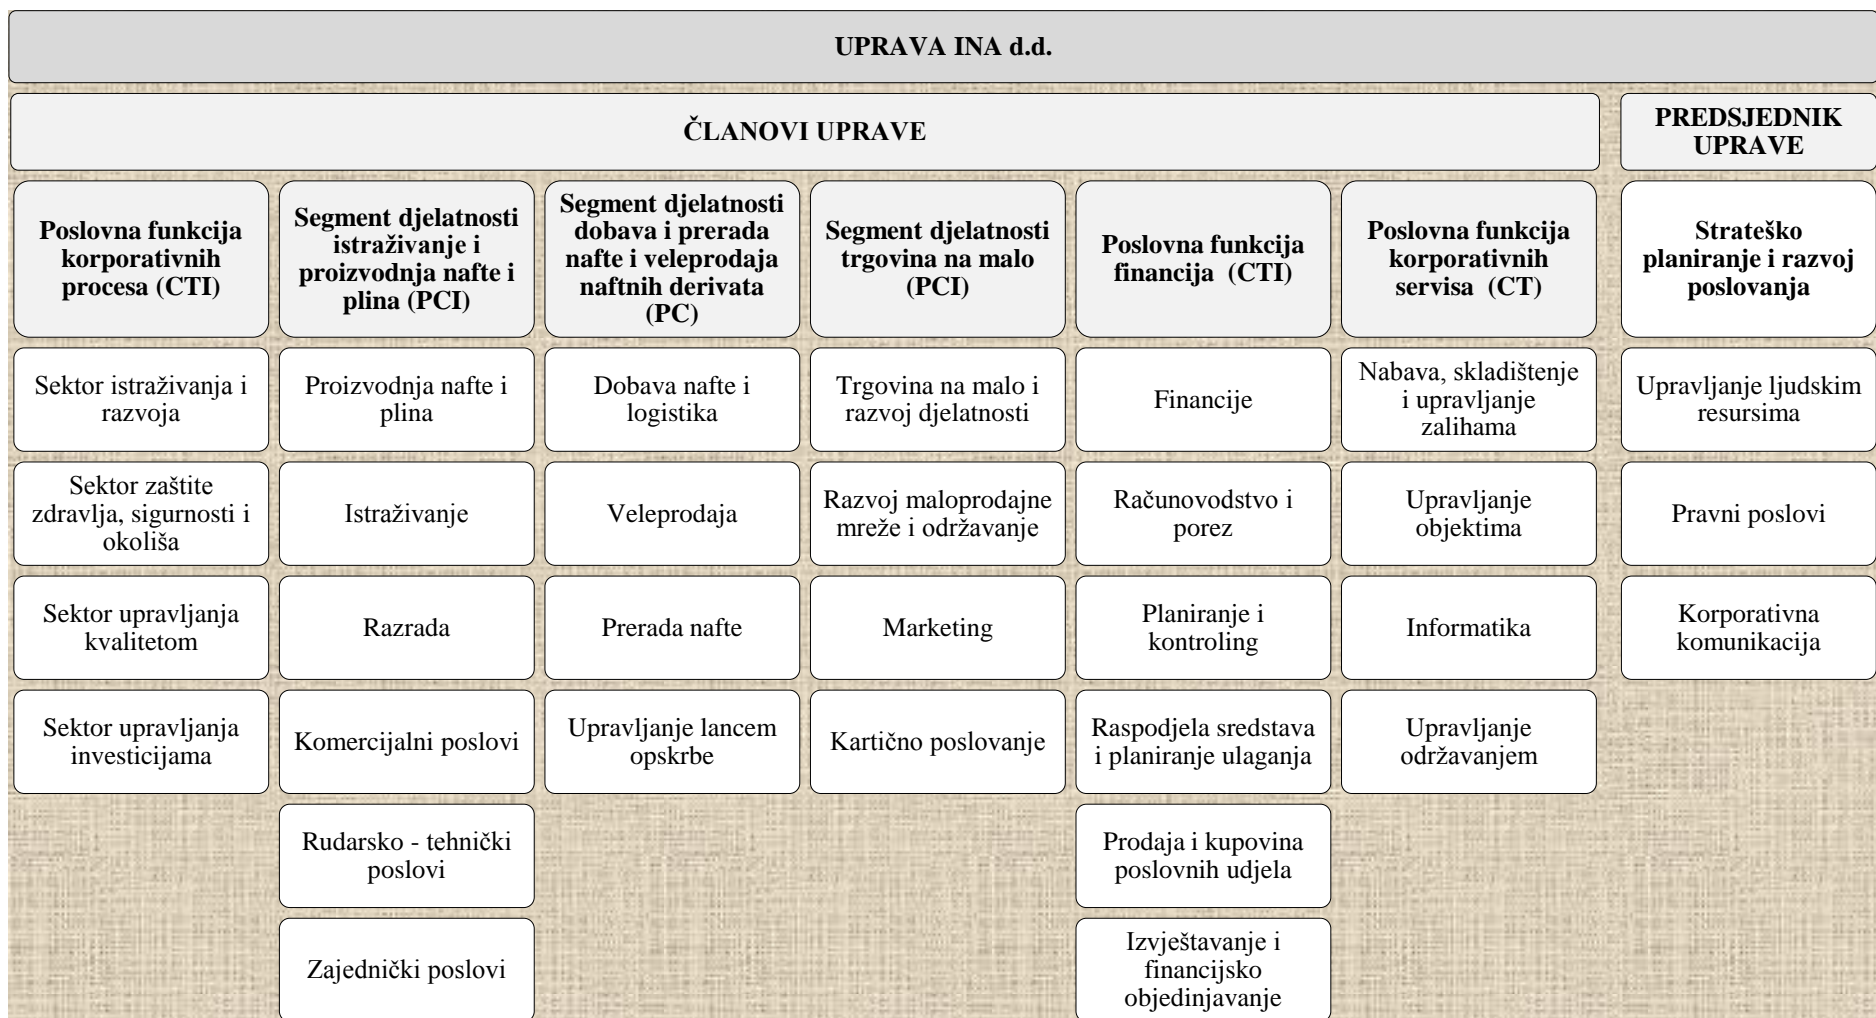 UPRAVA INA d.d.
ČLANOVI UPRAVE
PREDSJEDNIK
UPRAVE
Poslovna funkcija
korporativnih
procesa (CTI)
Segment djelatnosti
istraživanje i
proizvodnja nafte i
plina (PCI)
Segment djelatnosti
dobava i prerada
nafte i veleprodaja
naftnih derivata
(PC)
Segment djelatnosti
trgovina na malo
(PCI)
Poslovna funkcija
financija (CTI)
Poslovna funkcija
korporativnih
servisa (CT)
Strateško
planiranje i razvoj
poslovanja
Sektor istraživanja i
razvoja
Proizvodnja nafte i
plina
Dobava nafte i
logistika
Trgovina na malo i
razvoj djelatnosti
Financije
Nabava, skladištenje
i upravljanje
zalihama
Upravljanje ljudskim
resursima
Sektor zaštite
zdravlja, sigurnosti i
okoliša
Istraživanje
Veleprodaja
Razvoj maloprodajne
mreže i održavanje
Računovodstvo i
porez
Upravljanje
objektima
Pravni poslovi
Sektor upravljanja
kvalitetom
Razrada
Prerada nafte
Marketing
Planiranje i
kontroling
Informatika
Korporativna
komunikacija
Sektor upravljanja
investicijama
Komercijalni poslovi
Upravljanje lancem
opskrbe
Kartično poslovanje
Raspodjela sredstava
i planiranje ulaganja
Upravljanje
održavanjem
Rudarsko - tehnički
poslovi
Prodaja i kupovina
poslovnih udjela
Zajednički poslovi
Izvještavanje i
financijsko
objedinjavanje